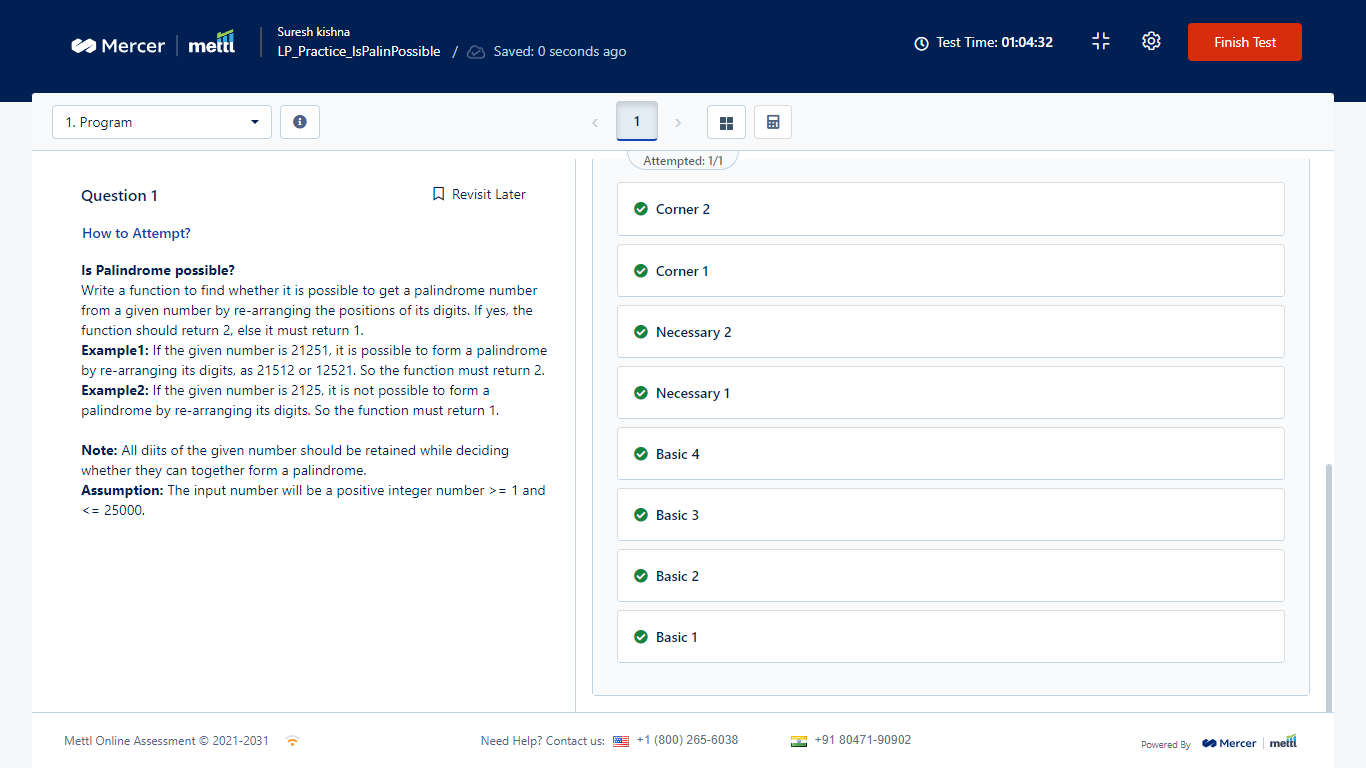 Mercer | mettl
Suresh kishna
LP_Practice_IsPalinPossible / Saved: 0 seconds ago
Test Time: 01:04:32
Finish Test
1. Program
1
Attempted: 1/1
Question 1
Revisit Later
How to Attempt?
Is Palindrome possible?
Write a function to find whether it is possible to get a palindrome number
from a given number by re-arranging the positions of its digits. If yes, the
function should return 2, else it must return 1.
Example1: If the given number is 21251, it is possible to form a palindrome
by re-arranging its digits, as 21512 or 12521. So the function must return 2.
Example2: If the given number is 2125, it is not possible to form a
palindrome by re-arranging its digits. So the function must return 1.
Note: All diits of the given number should be retained while deciding
whether they can together form a palindrome.
Assumption: The input number will be a positive integer number >= 1 and
<= 25000.
Corner 2
Corner 1
Necessary 2
Necessary 1
Basic 4
Basic 3
Basic 2
Basic 1
Mettl Online Assessment © 2021-2031
Need Help? Contact us: +1 (800) 265-6038
+91 80471-90902
Powered By Mercer | mettl